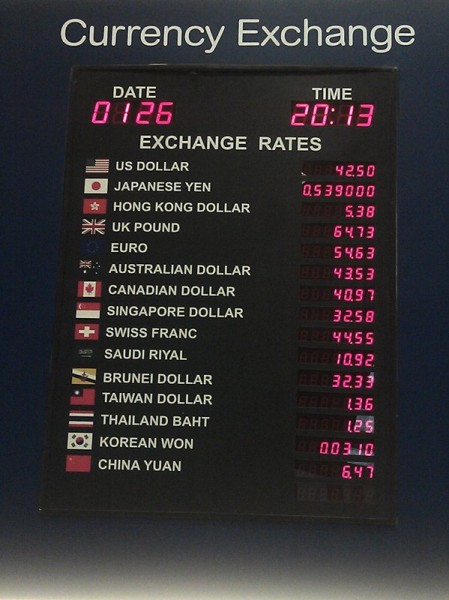 Currency Exchange
DATE TIME
0126 20:13
EXCHANGE RATES
US DOLLAR 42.50
JAPANESE YEN 0.539000
HONG KONG DOLLAR 5.38
UK POUND 64.73
EURO 54.63
AUSTRALIAN DOLLAR 43.53
CANADIAN DOLLAR 40.97
SINGAPORE DOLLAR 32.58
SWISS FRANC 44.55
SAUDI RIYAL 10.92
BRUNEI DOLLAR 32.33
TAIWAN DOLLAR 1.36
THAILAND BAHT 1.25
KOREAN WON 0.0310
CHINA YUAN 6.47